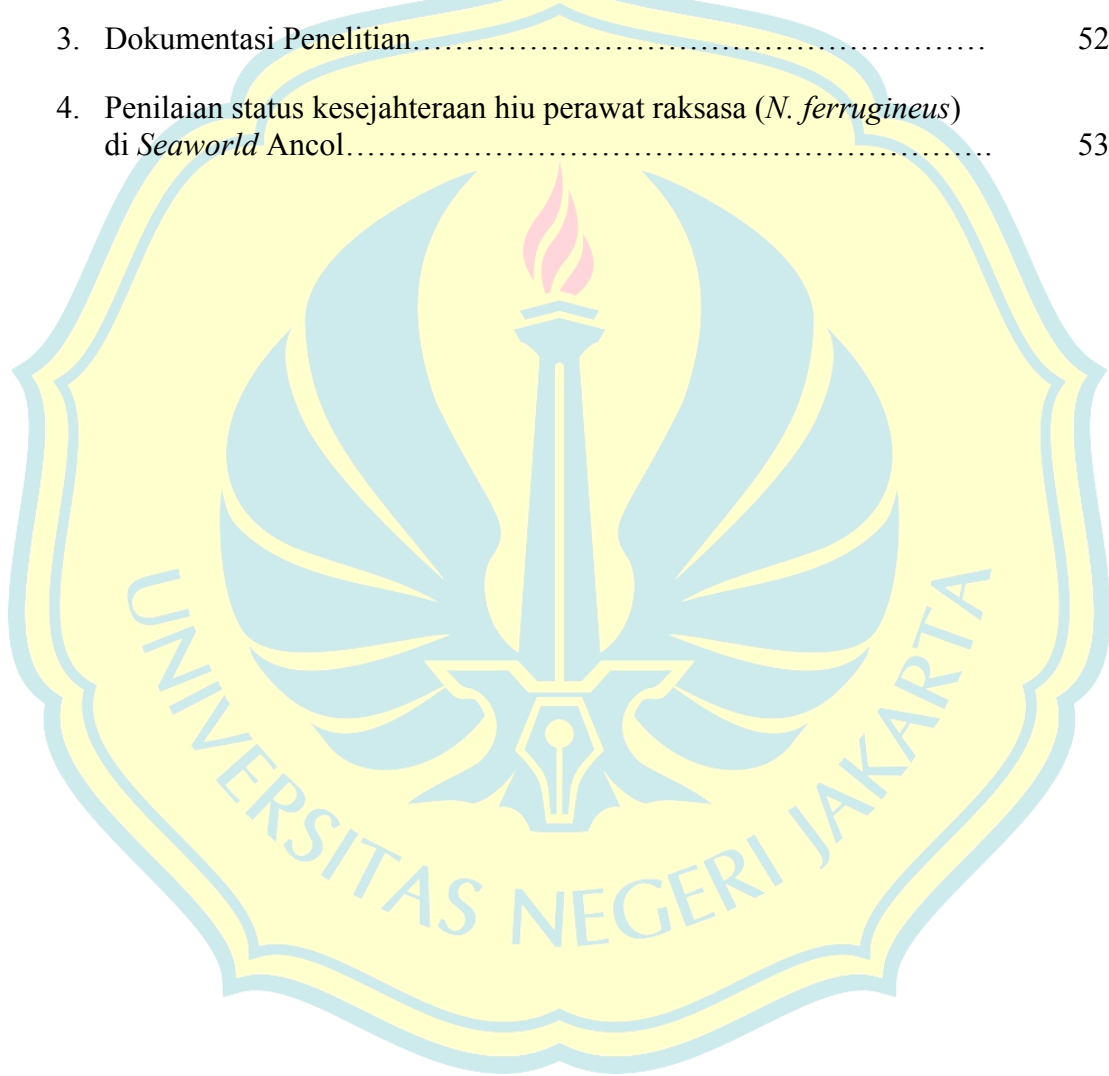 3. Dokumentasi Penelitian…………………………………………………… 52
4. Penilaian status kesejahteraan hiu perawat raksasa (N. ferrugineus)
di Seaworld Ancol…………………………………………………………. 53
UNIVERSITAS NEGERI JAKARTA